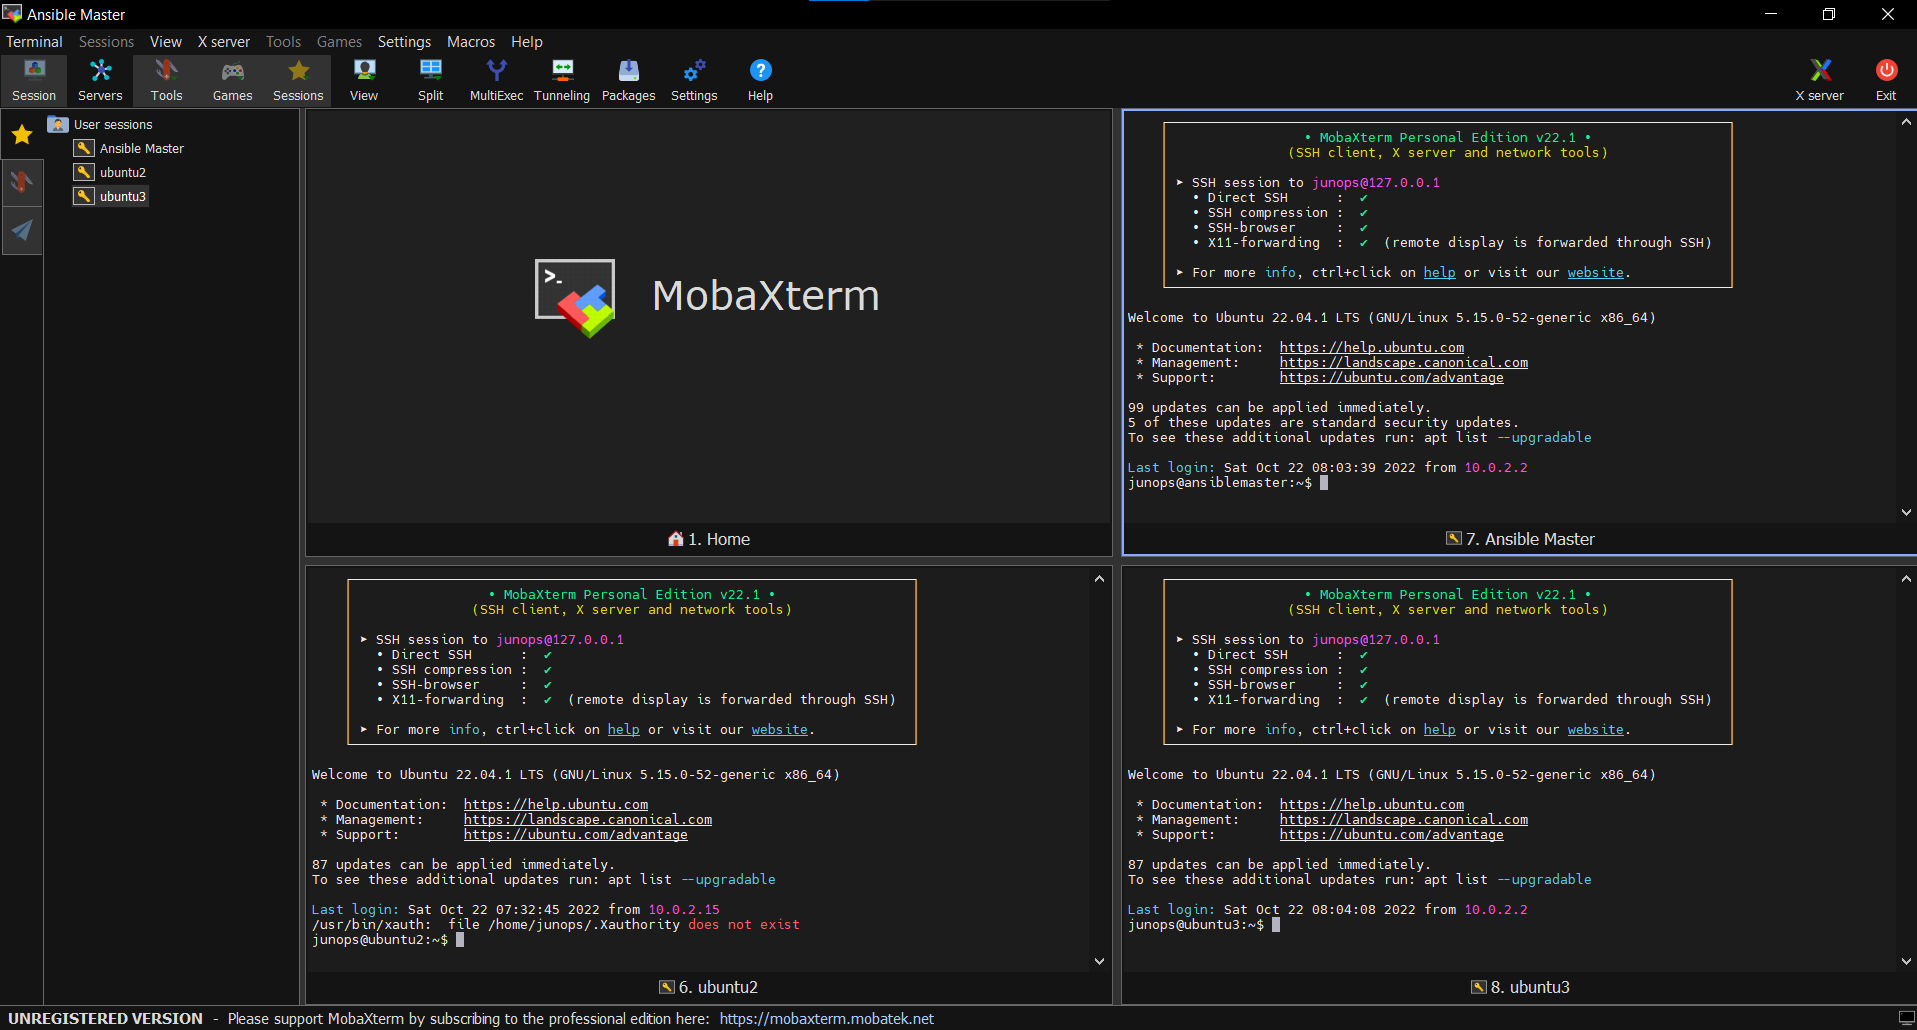 Ansible Master
Terminal Sessions View X server Tools Games Settings Macros Help
Session Servers Tools Games Sessions View Split MultiExec Tunneling Packages Settings Help X server Exit
User sessions
Ansible Master
ubuntu2
ubuntu3
>_
MobaXterm
1. Home
• MobaXterm Personal Edition v22.1 •
(SSH client, X server and network tools)
➤ SSH session to junops@127.0.0.1
• Direct SSH : ✔
• SSH compression : ✔
• SSH-browser : ✔
• X11-forwarding : ✔ (remote display is forwarded through SSH)
➤ For more info, ctrl+click on help or visit our website.
Welcome to Ubuntu 22.04.1 LTS (GNU/Linux 5.15.0-52-generic x86_64)
* Documentation: https://help.ubuntu.com
* Management: https://landscape.canonical.com
* Support: https://ubuntu.com/advantage
99 updates can be applied immediately.
5 of these updates are standard security updates.
To see these additional updates run: apt list --upgradable
Last login: Sat Oct 22 08:03:39 2022 from 10.0.2.2
junops@ansiblemaster:~$
7. Ansible Master
• MobaXterm Personal Edition v22.1 •
(SSH client, X server and network tools)
➤ SSH session to junops@127.0.0.1
• Direct SSH : ✔
• SSH compression : ✔
• SSH-browser : ✔
• X11-forwarding : ✔ (remote display is forwarded through SSH)
➤ For more info, ctrl+click on help or visit our website.
Welcome to Ubuntu 22.04.1 LTS (GNU/Linux 5.15.0-52-generic x86_64)
* Documentation: https://help.ubuntu.com
* Management: https://landscape.canonical.com
* Support: https://ubuntu.com/advantage
87 updates can be applied immediately.
To see these additional updates run: apt list --upgradable
Last login: Sat Oct 22 07:32:45 2022 from 10.0.2.15
/usr/bin/xauth: file /home/junops/.Xauthority does not exist
junops@ubuntu2:~$
6. ubuntu2
• MobaXterm Personal Edition v22.1 •
(SSH client, X server and network tools)
➤ SSH session to junops@127.0.0.1
• Direct SSH : ✔
• SSH compression : ✔
• SSH-browser : ✔
• X11-forwarding : ✔ (remote display is forwarded through SSH)
➤ For more info, ctrl+click on help or visit our website.
Welcome to Ubuntu 22.04.1 LTS (GNU/Linux 5.15.0-52-generic x86_64)
* Documentation: https://help.ubuntu.com
* Management: https://landscape.canonical.com
* Support: https://ubuntu.com/advantage
87 updates can be applied immediately.
To see these additional updates run: apt list --upgradable
Last login: Sat Oct 22 08:04:08 2022 from 10.0.2.2
junops@ubuntu3:~$
8. ubuntu3
UNREGISTERED VERSION - Please support MobaXterm by subscribing to the professional edition here: https://mobaxterm.mobatek.net